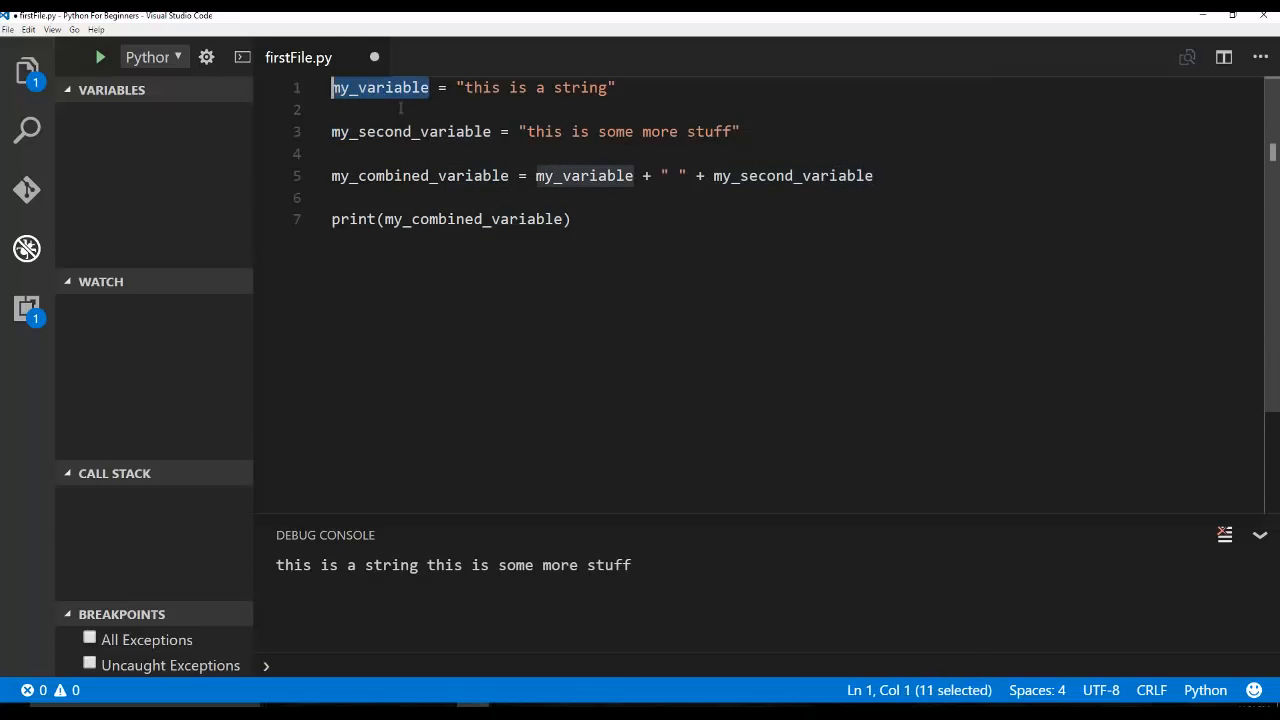 ● firstFile.py - Python For Beginners - Visual Studio Code
File Edit View Go Help
Python firstFile.py
1
VARIABLES
1 my_variable = "this is a string"
2
3 my_second_variable = "this is some more stuff"
4
5 my_combined_variable = my_variable + " " + my_second_variable
6
7 print(my_combined_variable)
WATCH
1
CALL STACK
DEBUG CONSOLE
this is a string this is some more stuff
BREAKPOINTS
All Exceptions
Uncaught Exceptions
0 0 Ln 1, Col 1 (11 selected) Spaces: 4 UTF-8 CRLF Python